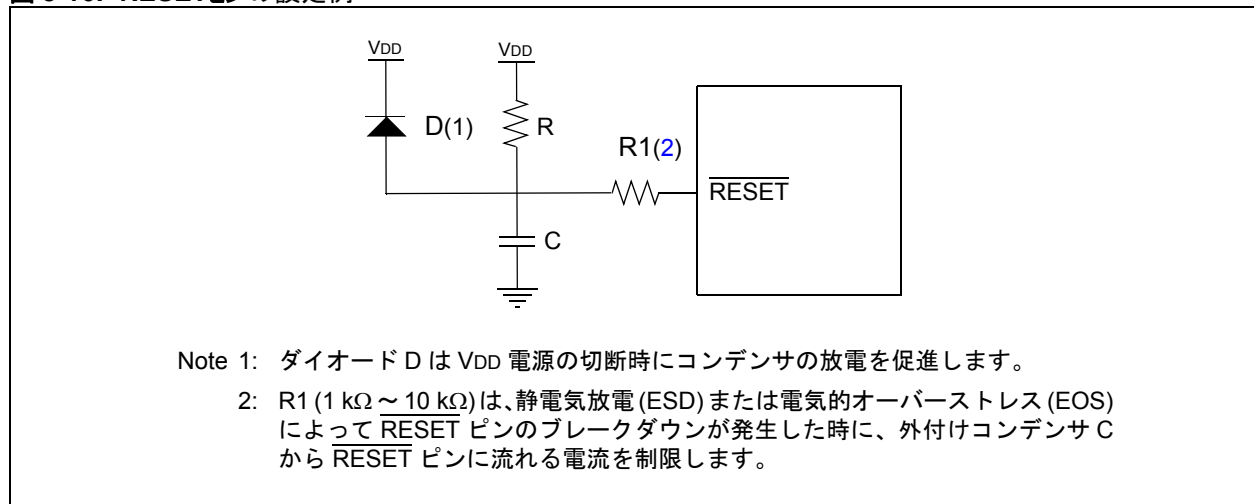 VDD
VDD
D(1)
R
R1(2)
RESET
C
Note 1: ダイオード D は VDD 電源の切断時にコンデンサの放電を促進します。
2: R1 (1 kΩ ~ 10 kΩ) は、静電気放電 (ESD) または電気的オーバーストレス (EOS)
によって RESET ピンのブレークダウンが発生した時に、外付けコンデンサ C
から RESET ピンに流れる電流を制限します。